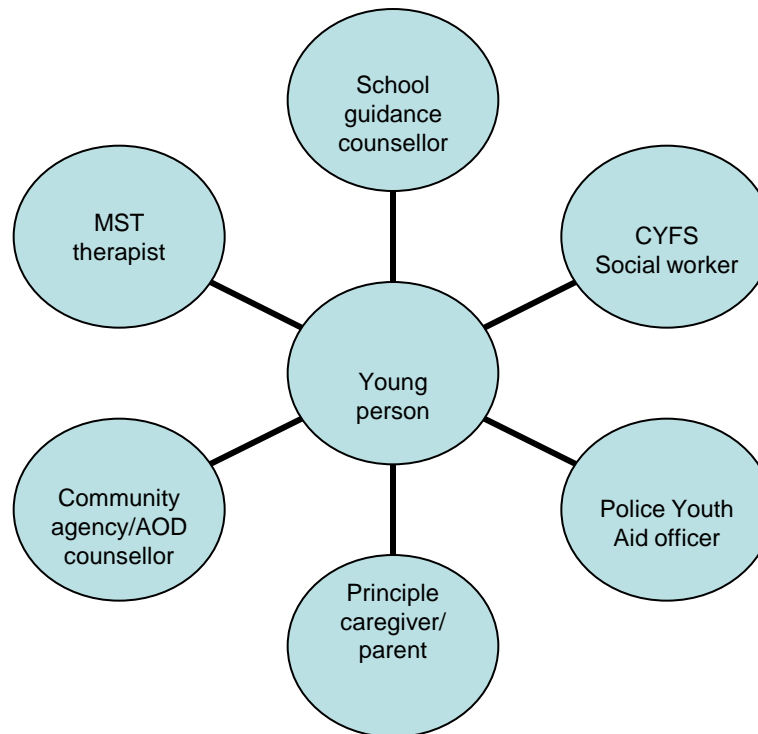 School
guidance
counsellor
MST
therapist
CYFS
Social worker
Young
person
Community
agency/AOD
counsellor
Police Youth
Aid officer
Principle
caregiver/
parent